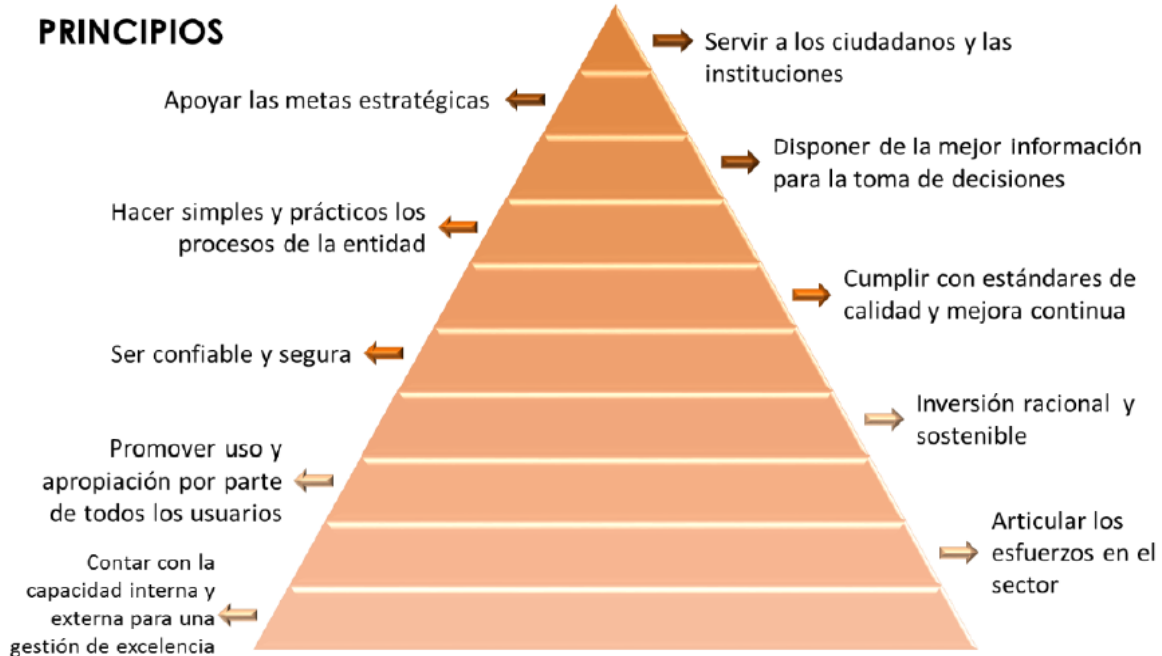 PRINCIPIOS
Servir a los ciudadanos y las
instituciones
Apoyar las metas estratégicas
Disponer de la mejor información
para la toma de decisiones
Hacer simples y prácticos los
procesos de la entidad
Cumplir con estándares de
calidad y mejora continua
Ser confiable y segura
Inversión racional y
sostenible
Promover uso y
apropiación por parte
de todos los usuarios
Articular los
esfuerzos en el
sector
Contar con la
capacidad interna y
externa para una
gestión de excelencia